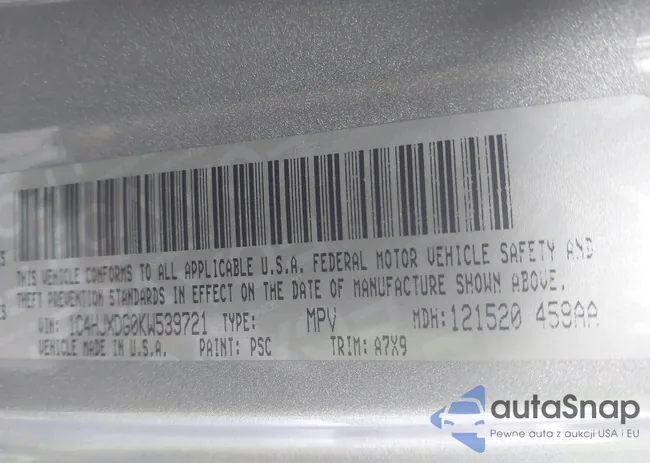 THIS VEHICLE CONFORMS TO ALL APPLICABLE U.S.A. FEDERAL MOTOR VEHICLE SAFETY AND
THEFT PREVENTION STANDARDS IN EFFECT ON THE DATE OF MANUFACTURE SHOWN ABOVE.
VIN: 1C4HJXDG0KW539721 TYPE: MPV MDH: 121520 459AA
VEHICLE MADE IN U.S.A. PAINT: PSC TRIM: A7X9
autaSnap
Pewne auta z aukcji USA i EU